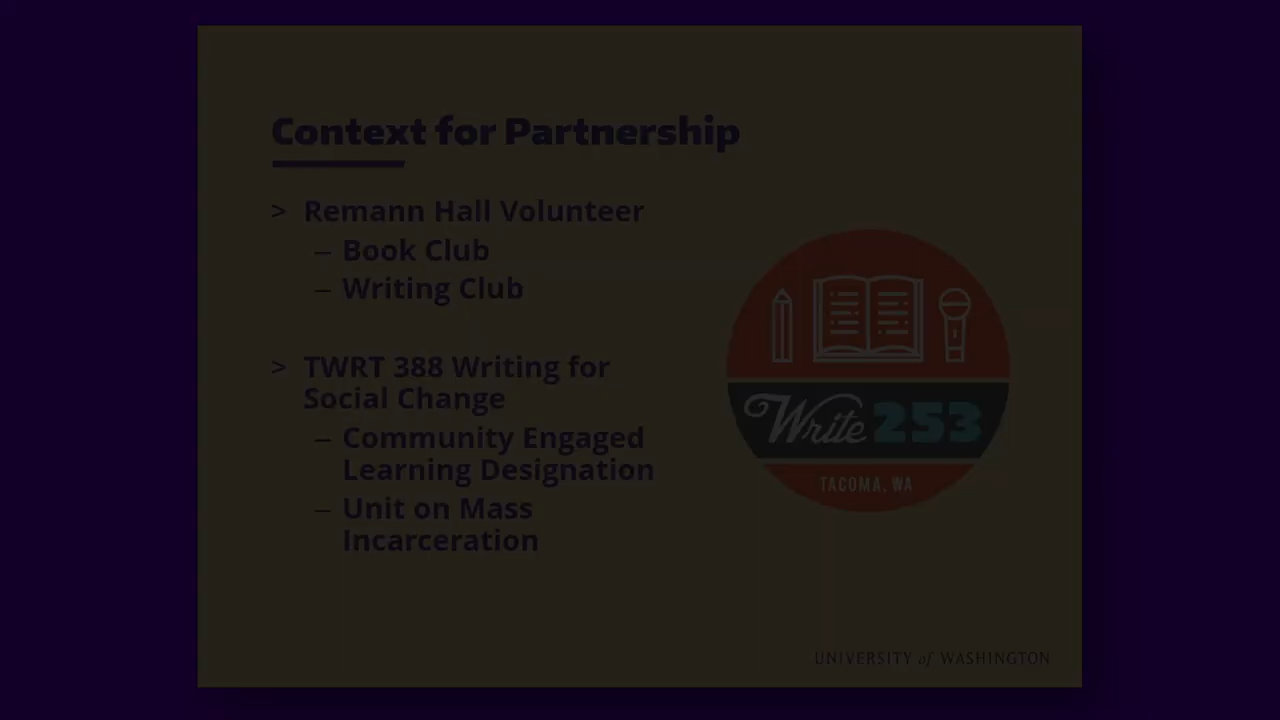 Context for Partnership
> Remann Hall Volunteer
– Book Club
– Writing Club
> TWRT 388 Writing for
Social Change
– Community Engaged
Learning Designation
– Unit on Mass
Incarceration
Write 253
TACOMA, WA
UNIVERSITY of WASHINGTON